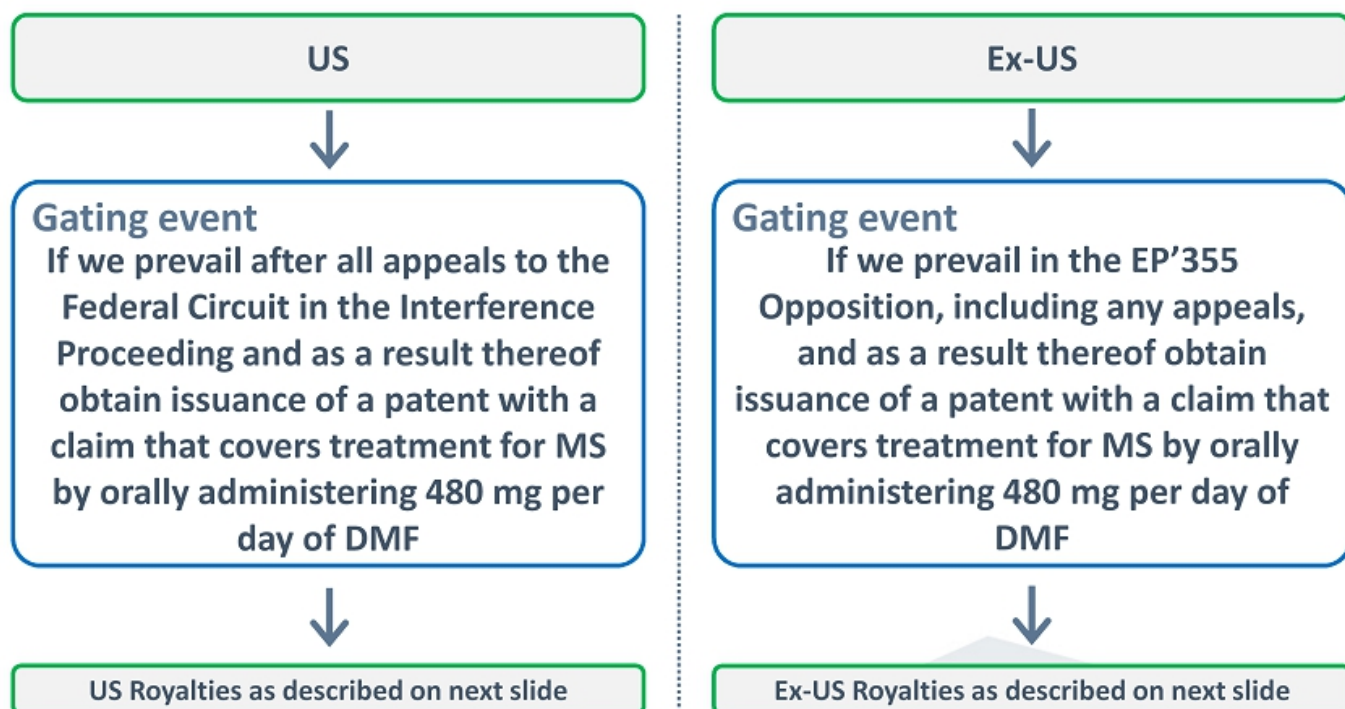 US
Gating event
If we prevail after all appeals to the
Federal Circuit in the Interference
Proceeding and as a result thereof
obtain issuance of a patent with a
claim that covers treatment for MS
by orally administering 480 mg per
day of DMF
US Royalties as described on next slide
Ex-US
Gating event
If we prevail in the EP’355
Opposition, including any appeals,
and as a result thereof obtain
issuance of a patent with a claim that
covers treatment for MS by orally
administering 480 mg per day of
DMF
Ex-US Royalties as described on next slide